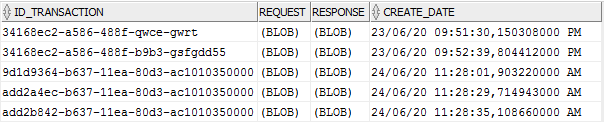 ID_TRANSACTION REQUEST RESPONSE CREATE_DATE
34168ec2-a586-488f-qwce-gwrt (BLOB) (BLOB) 23/06/20 09:51:30,150308000 PM
34168ec2-a586-488f-b9b3-gsfgdd55 (BLOB) (BLOB) 23/06/20 09:52:39,804412000 PM
9d1d9364-b637-11ea-80d3-ac1010350000 (BLOB) (BLOB) 24/06/20 11:28:01,903220000 AM
add2a4ec-b637-11ea-80d3-ac1010350000 (BLOB) (BLOB) 24/06/20 11:28:29,714943000 AM
add2b842-b637-11ea-80d3-ac1010350000 (BLOB) (BLOB) 24/06/20 11:28:35,108660000 AM